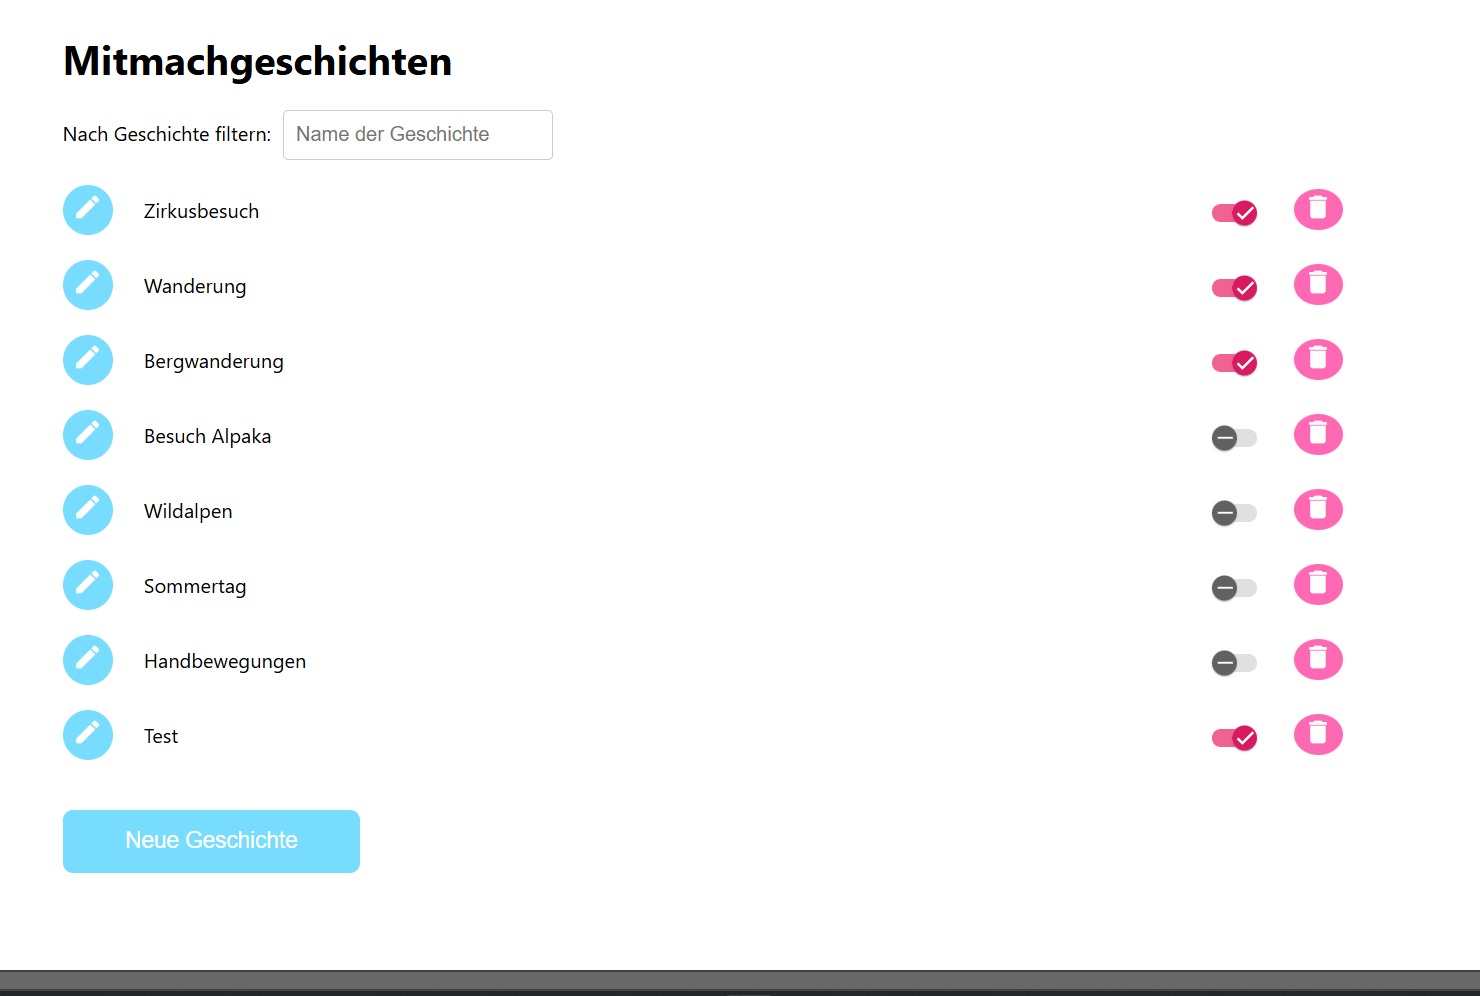 Mitmachgeschichten
Nach Geschichte filtern: Name der Geschichte
Zirkusbesuch
Wanderung
Bergwanderung
Besuch Alpaka
Wildalpen
Sommertag
Handbewegungen
Test
Neue Geschichte